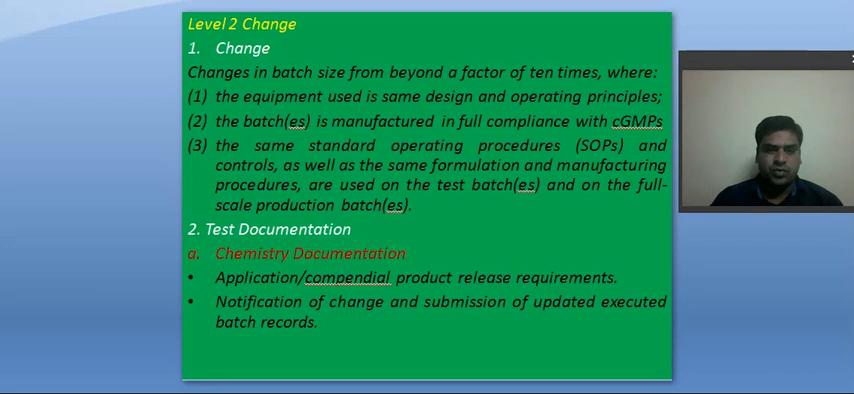 Level 2 Change
1. Change
Changes in batch size from beyond a factor of ten times, where:
(1) the equipment used is same design and operating principles;
(2) the batch(es) is manufactured in full compliance with cGMPs
(3) the same standard operating procedures (SOPs) and
controls, as well as the same formulation and manufacturing
procedures, are used on the test batch(es) and on the full-
scale production batch(es).
2. Test Documentation
a. Chemistry Documentation
• Application/compendial product release requirements.
• Notification of change and submission of updated executed
batch records.